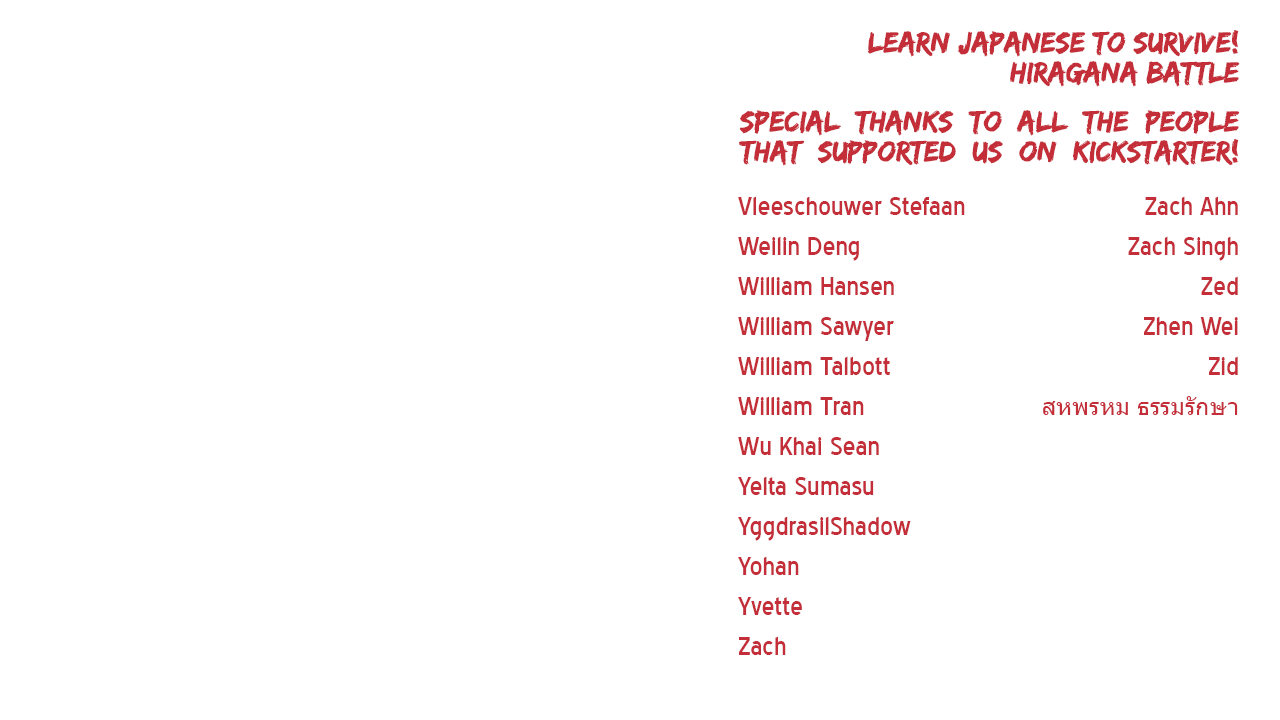 LEARN JAPANESE TO SURVIVE!
HIRAGANA BATTLE
SPECIAL THANKS TO ALL THE PEOPLE
THAT SUPPORTED US ON KICKSTARTER!
Vleeschouwer Stefaan
Weilin Deng
William Hansen
William Sawyer
William Talbott
William Tran
Wu Khai Sean
Yelta Sumasu
YggdrasilShadow
Yohan
Yvette
Zach
Zach Ahn
Zach Singh
Zed
Zhen Wei
Zid
สหพรหม ธรรมรักษา